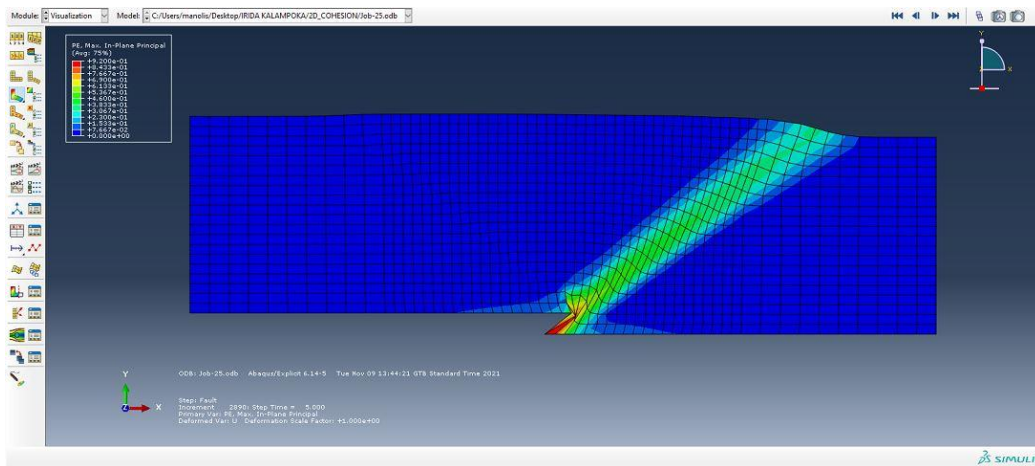 Module: Visualization Model: C:/Users/manolis/Desktop/IRIDA KALAMPOKA/2D_COHESION/Job-25.odb
PE, Max. In-Plane Principal
(Avg: 75%)
+9.200e-01
+8.433e-01
+7.667e-01
+6.900e-01
+6.133e-01
+5.367e-01
+4.600e-01
+3.833e-01
+3.067e-01
+2.300e-01
+1.533e-01
+7.667e-02
+0.000e+00
Y
Z X
Y
Z X
ODB: Job-25.odb Abaqus/Explicit 6.14-5 Tue Nov 09 13:44:21 GTB Standard Time 2021
Step: Fault
Increment 2890: Step Time = 5.000
Primary Var: PE, Max. In-Plane Principal
Deformed Var: U Deformation Scale Factor: +1.000e+00
SIMULI